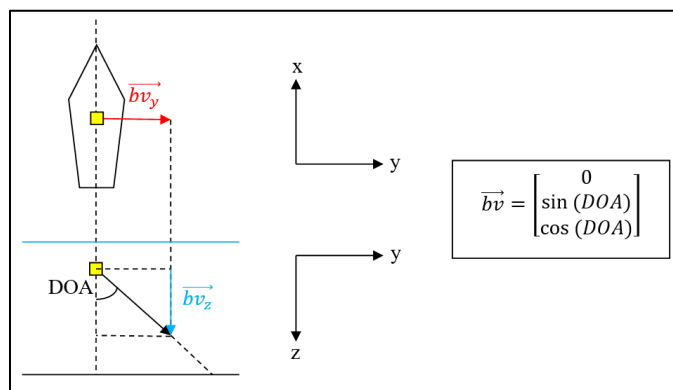 x
bv_y
y
bv = [0
sin (DOA)
cos (DOA)]
y
DOA
bv_z
z